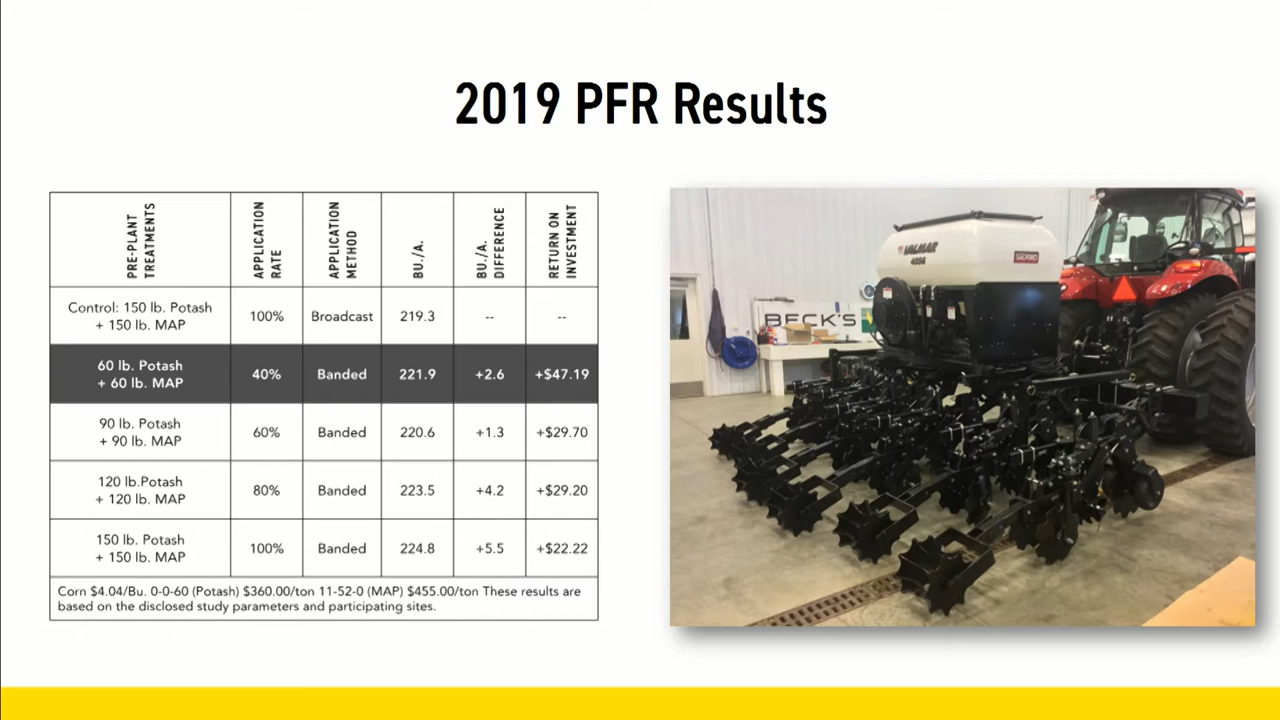 2019 PFR Results
PRE-PLANT
TREATMENTS
APPLICATION
RATE
APPLICATION
METHOD
BU./A.
BU./A.
DIFFERENCE
RETURN ON
INVESTMENT
Control: 150 lb. Potash
+ 150 lb. MAP
100%
Broadcast
219.3
--
--
60 lb. Potash
+ 60 lb. MAP
40%
Banded
221.9
+2.6
+$47.19
90 lb. Potash
+ 90 lb. MAP
60%
Banded
220.6
+1.3
+$29.70
120 lb.Potash
+ 120 lb. MAP
80%
Banded
223.5
+4.2
+$29.20
150 lb. Potash
+ 150 lb. MAP
100%
Banded
224.8
+5.5
+$22.22
Corn $4.04/Bu. 0-0-60 (Potash) $360.00/ton 11-52-0 (MAP) $455.00/ton These results are
based on the disclosed study parameters and participating sites.
VALMAR
4056
SALFORD
BECK'S